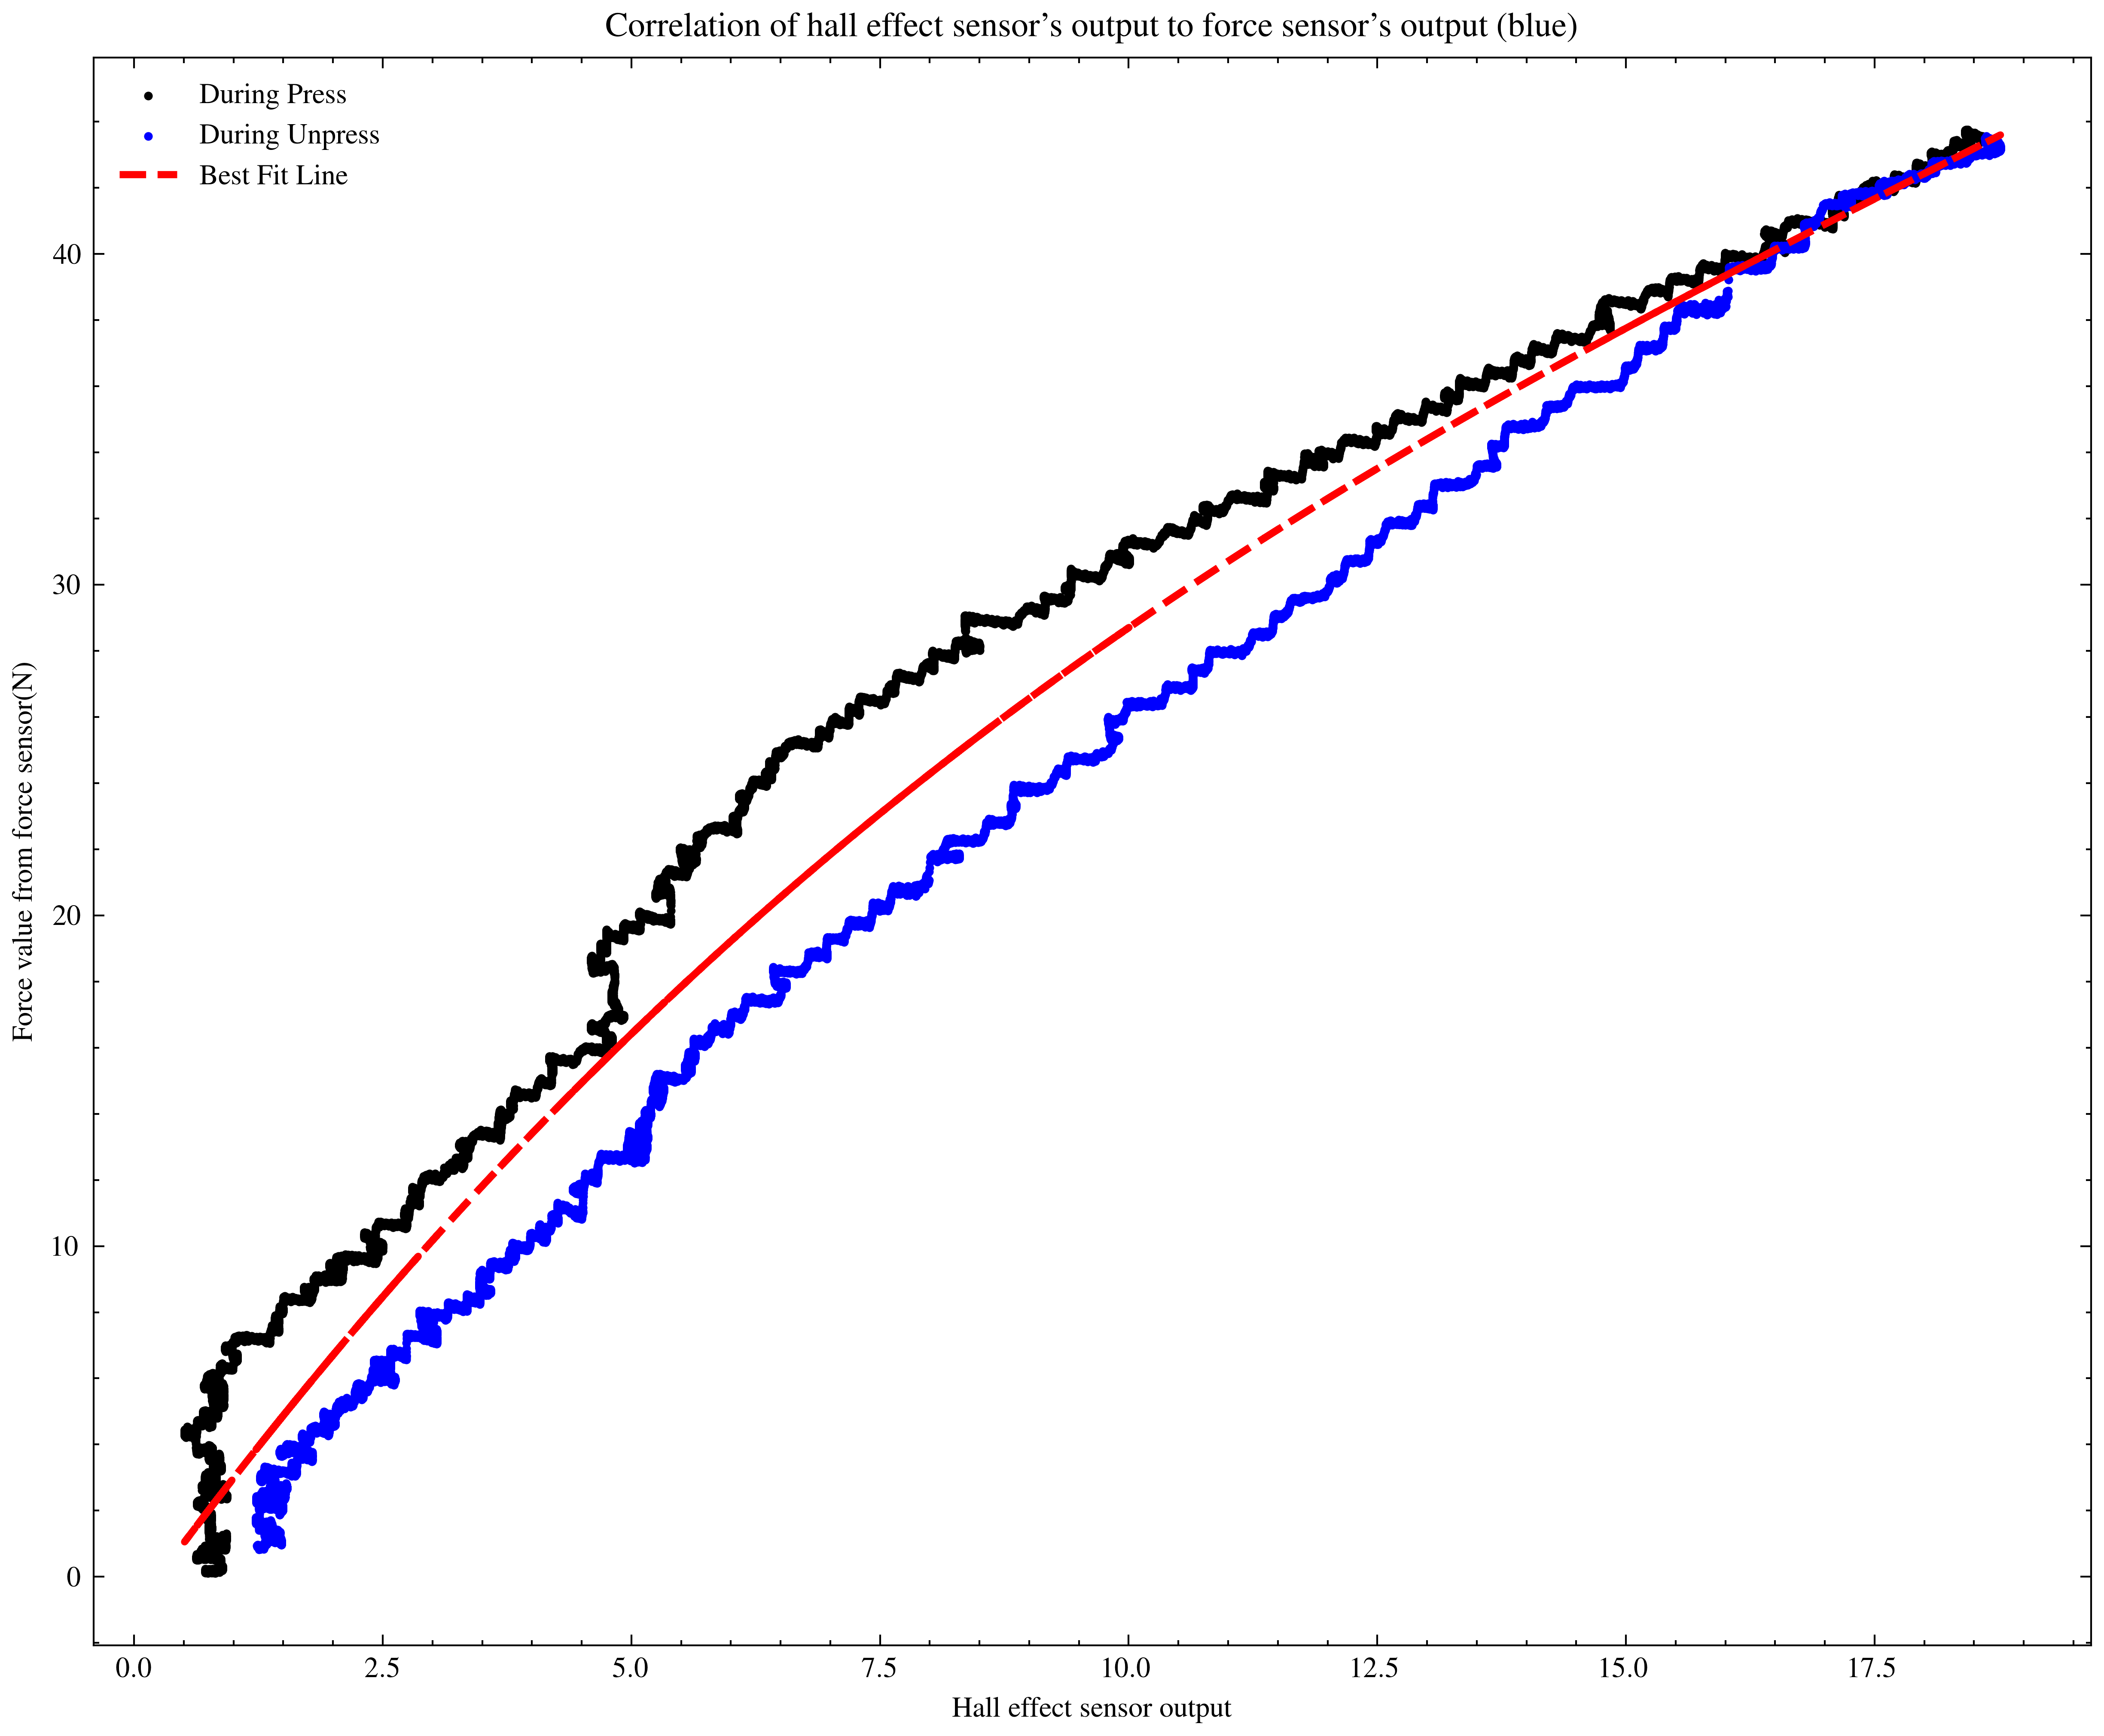 Correlation of hall effect sensor's output to force sensor's output (blue)
During Press
During Unpress
Best Fit Line
Force value from force sensor(N)
40
30
20
10
0
0.0 2.5 5.0 7.5 10.0 12.5 15.0 17.5
Hall effect sensor output